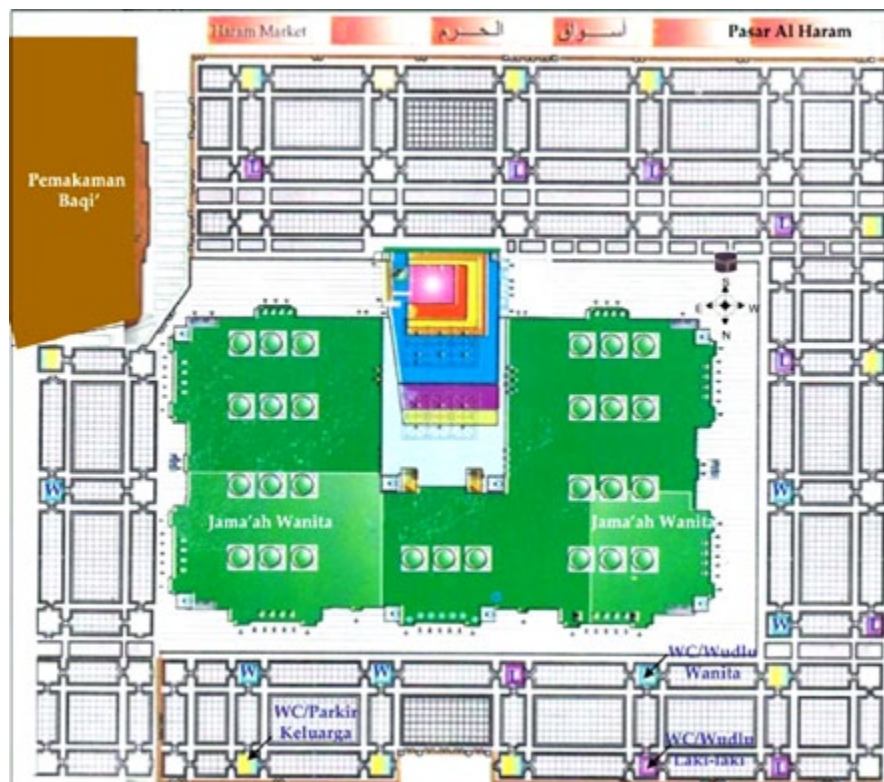 Haram Market
أسواق الحرم
Pasar Al Haram
Pemakaman
Baqi'
L
L
L
L
S
E W
N
L
W
W
Jama'ah Wanita
Jama'ah Wanita
W
L
W
W
L
WC/Wudlu
Wanita
WC/Parkir
Keluarga
WC/Wudlu
Laki-laki
L
L